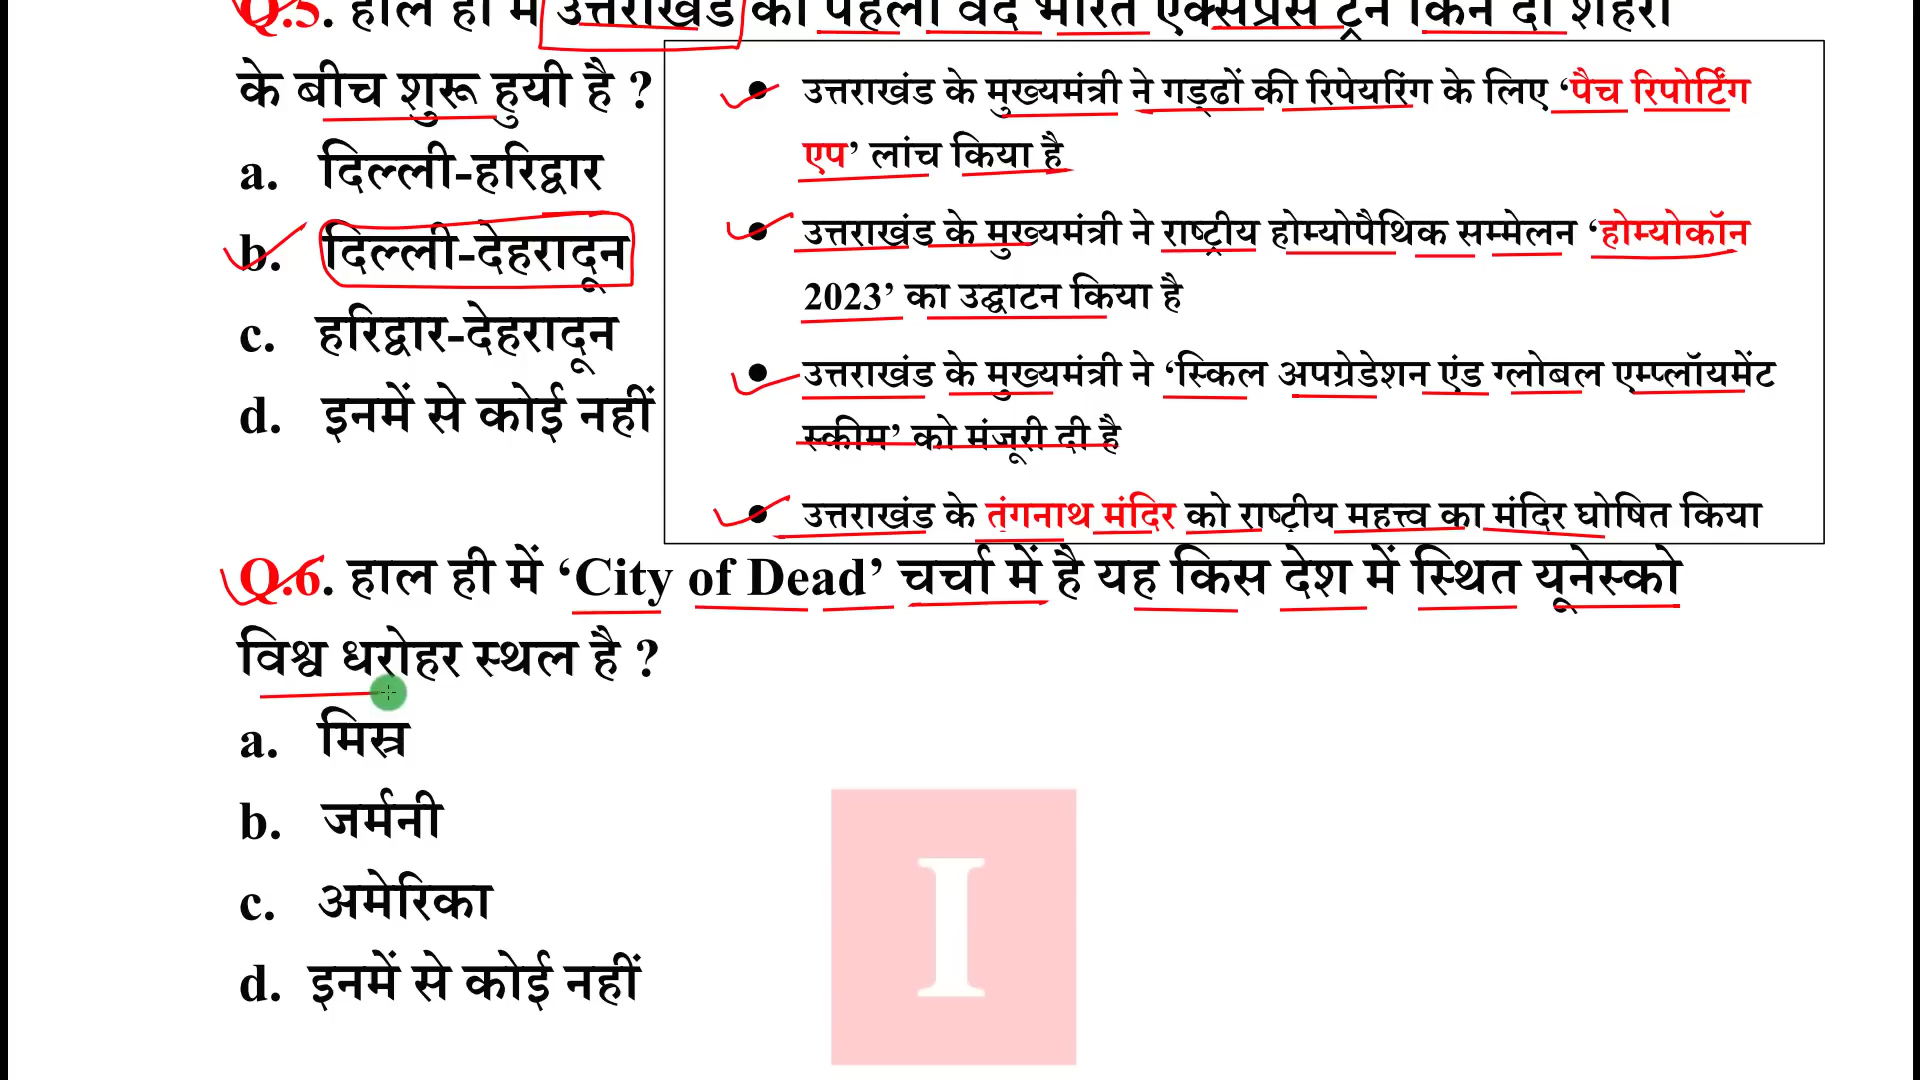 Q.5. हाल ही में उत्तराखंड की पहली वंदे भारत एक्सप्रेस ट्रेन किन दो शहरों
के बीच शुरू हुयी है ?
a. दिल्ली-हरिद्वार
b. दिल्ली-देहरादून
c. हरिद्वार-देहरादून
d. इनमें से कोई नहीं
उत्तराखंड के मुख्यमंत्री ने गड्ढों की रिपेयरिंग के लिए ‘पैच रिपोर्टिंग
एप’ लांच किया है
उत्तराखंड के मुख्यमंत्री ने राष्ट्रीय होम्योपैथिक सम्मेलन ‘होम्योकॉन
2023’ का उद्घाटन किया है
उत्तराखंड के मुख्यमंत्री ने ‘स्किल अपग्रेडेशन एंड ग्लोबल एम्प्लॉयमेंट
स्कीम’ को मंजूरी दी है
उत्तराखंड के तुंगनाथ मंदिर को राष्ट्रीय महत्त्व का मंदिर घोषित किया
Q.6. हाल ही में ‘City of Dead’ चर्चा में है यह किस देश में स्थित यूनेस्को
विश्व धरोहर स्थल है ?
a. मिस्र
b. जर्मनी
c. अमेरिका
d. इनमें से कोई नहीं
I